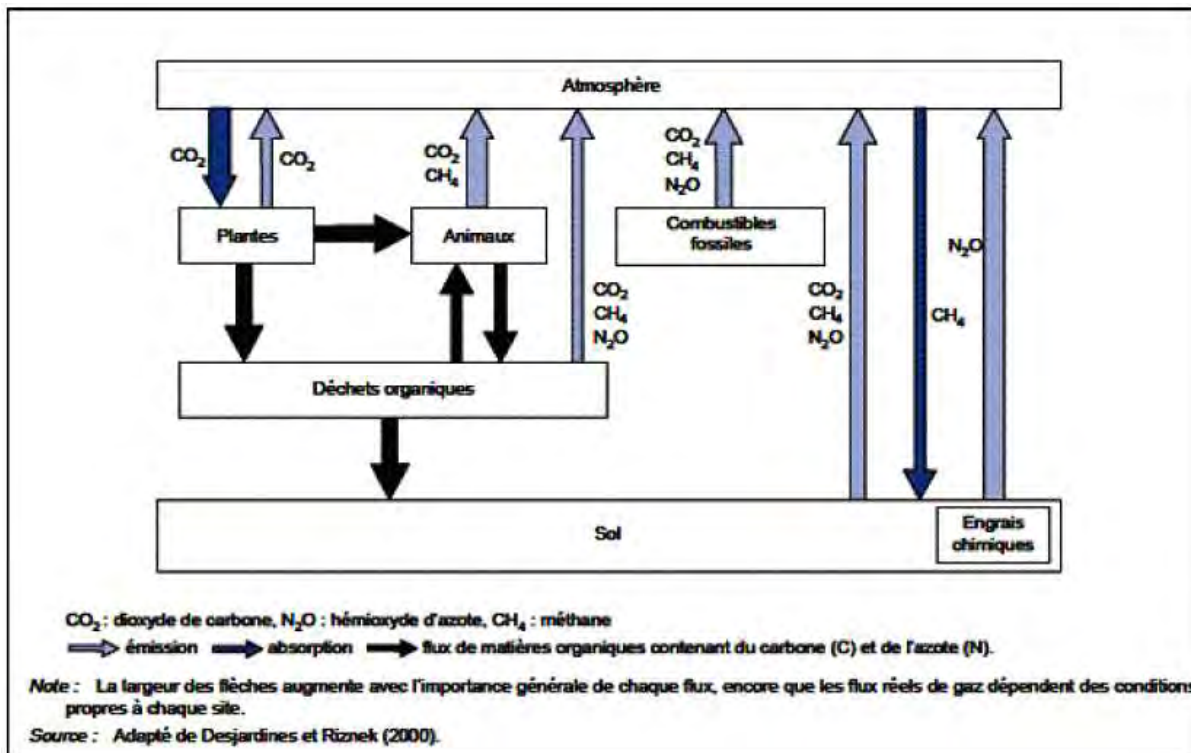 Atmosphère
CO₂
CO₂
CO₂
CH₄
CO₂
CH₄
N₂O
Plantes
Animaux
Combustibles
fossiles
N₂O
CO₂
CH₄
N₂O
CO₂
CH₄
N₂O
CH₄
Déchets organiques
Sol
Engrais
chimiques
CO₂ : dioxyde de carbone, N₂O : hémioxyde d'azote, CH₄ : méthane
émission absorption flux de matières organiques contenant du carbone (C) et de l'azote (N).
Note : La largeur des flèches augmente avec l'importance générale de chaque flux, encore que les flux réels de gaz dépendent des conditions
propres à chaque site.
Source : Adapté de Desjardines et Riznek (2000).